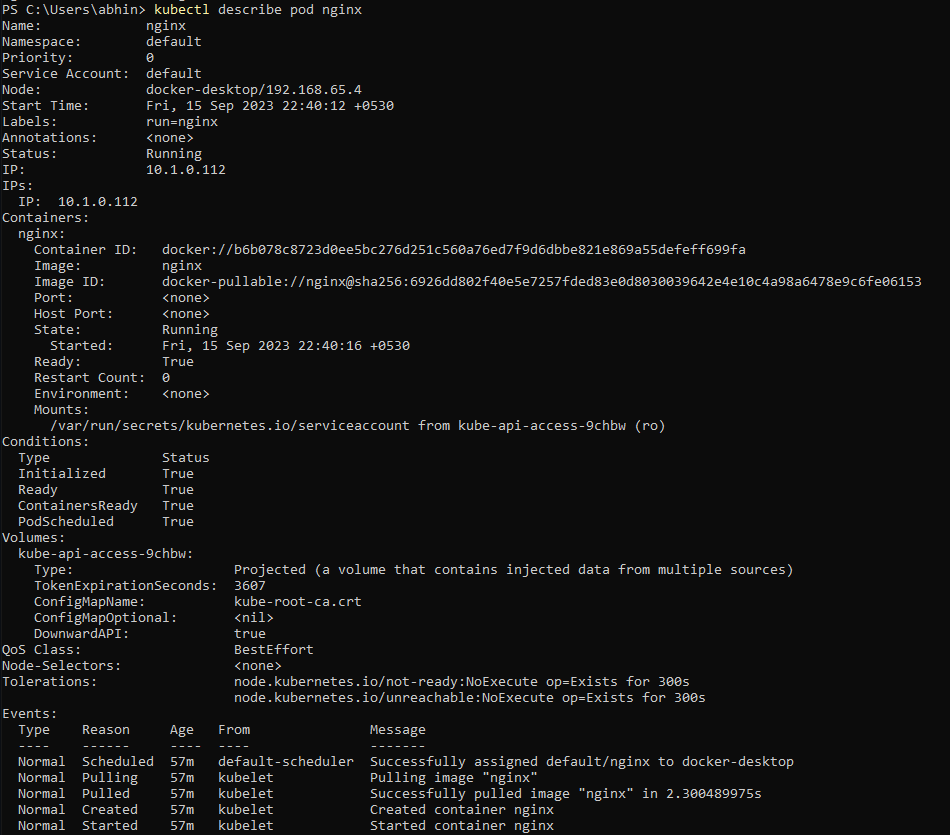 PS C:\Users\abhin> kubectl describe pod nginx
Name:             nginx
Namespace:        default
Priority:         0
Service Account:  default
Node:             docker-desktop/192.168.65.4
Start Time:       Fri, 15 Sep 2023 22:40:12 +0530
Labels:           run=nginx
Annotations:      <none>
Status:           Running
IP:               10.1.0.112
IPs:
  IP:  10.1.0.112
Containers:
  nginx:
    Container ID:   docker://b6b078c8723d0ee5bc276d251c560a76ed7f9d6dbbe821e869a55defeff699fa
    Image:          nginx
    Image ID:       docker-pullable://nginx@sha256:6926dd802f40e5e7257fded83e0d8030039642e4e10c4a98a6478e9c6fe06153
    Port:           <none>
    Host Port:      <none>
    State:          Running
      Started:      Fri, 15 Sep 2023 22:40:16 +0530
    Ready:          True
    Restart Count:  0
    Environment:    <none>
    Mounts:
      /var/run/secrets/kubernetes.io/serviceaccount from kube-api-access-9chbw (ro)
Conditions:
  Type              Status
  Initialized       True
  Ready             True
  ContainersReady   True
  PodScheduled      True
Volumes:
  kube-api-access-9chbw:
    Type:                    Projected (a volume that contains injected data from multiple sources)
    TokenExpirationSeconds:  3607
    ConfigMapName:           kube-root-ca.crt
    ConfigMapOptional:       <nil>
    DownwardAPI:             true
QoS Class:                   BestEffort
Node-Selectors:              <none>
Tolerations:                 node.kubernetes.io/not-ready:NoExecute op=Exists for 300s
                             node.kubernetes.io/unreachable:NoExecute op=Exists for 300s
Events:
  Type    Reason     Age   From               Message
  ----    ------     ----  ----               -------
  Normal  Scheduled  57m   default-scheduler  Successfully assigned default/nginx to docker-desktop
  Normal  Pulling    57m   kubelet            Pulling image "nginx"
  Normal  Pulled     57m   kubelet            Successfully pulled image "nginx" in 2.300489975s
  Normal  Created    57m   kubelet            Created container nginx
  Normal  Started    57m   kubelet            Started container nginx